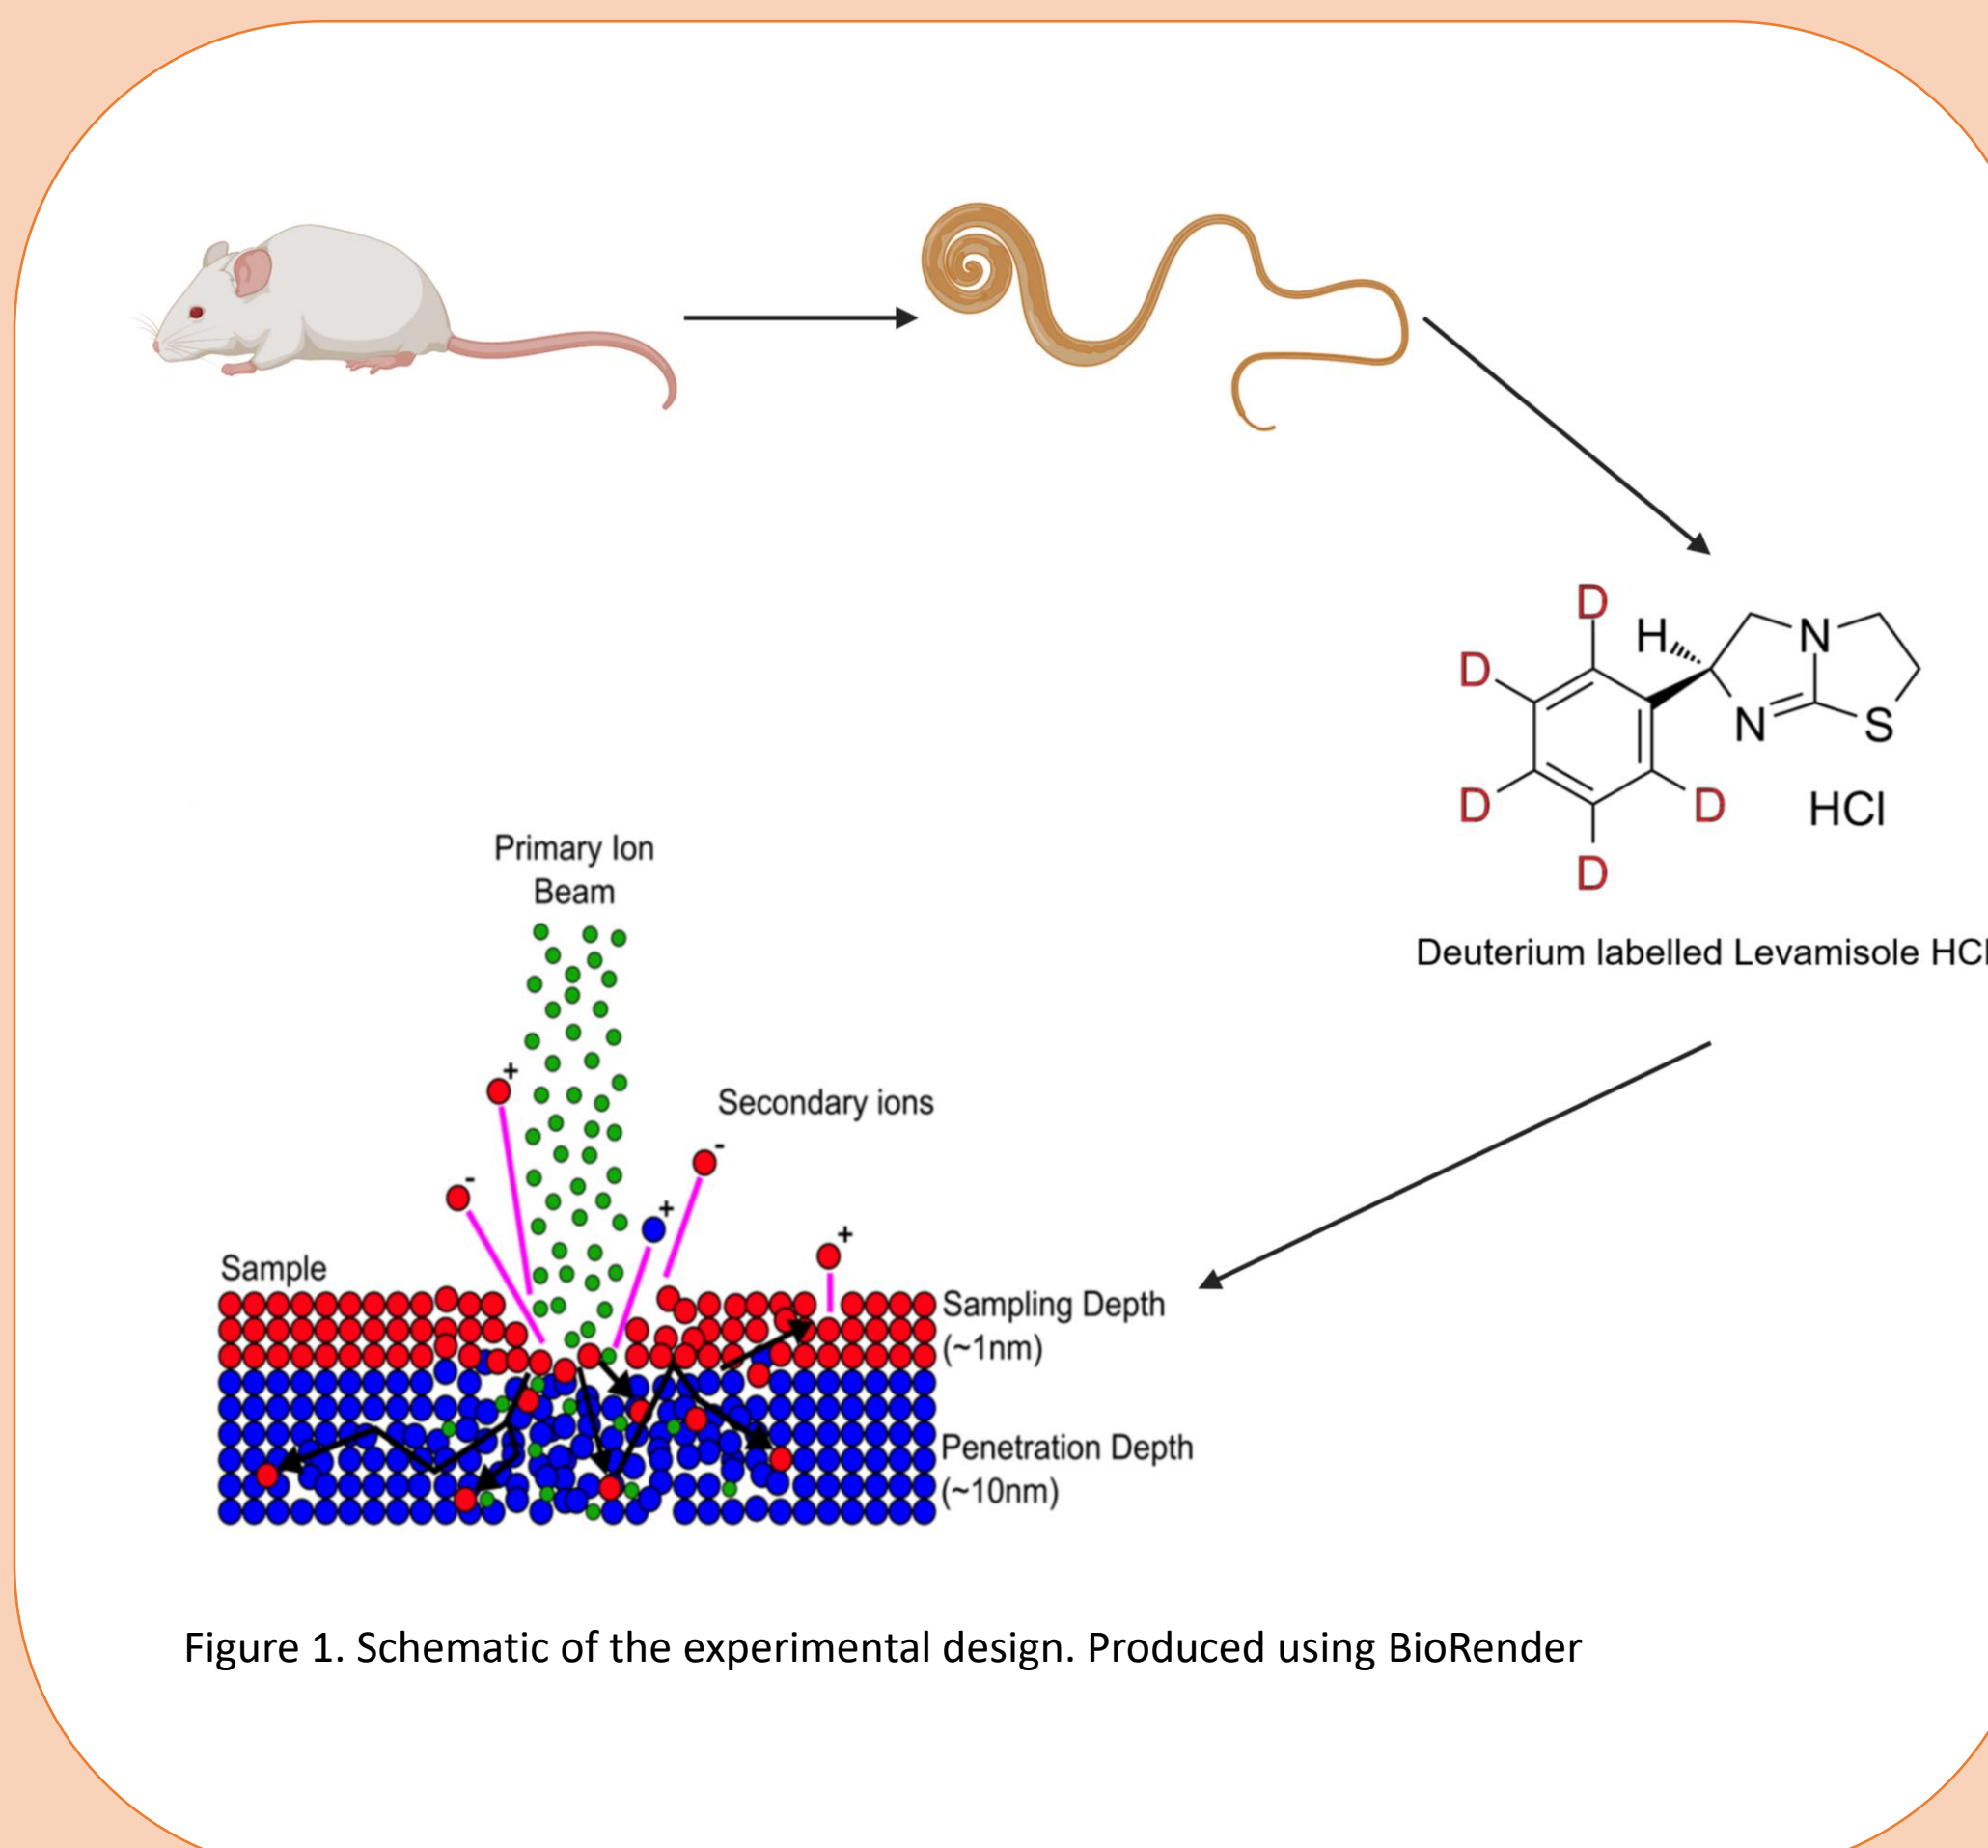 D
H
N
D
N
S
D
D
HCl
D
Deuterium labelled Levamisole HCl
Primary Ion
Beam
+
Secondary ions
-
-
+
+
Sample
Sampling Depth
(~1nm)
Penetration Depth
(~10nm)
Figure 1. Schematic of the experimental design. Produced using BioRender